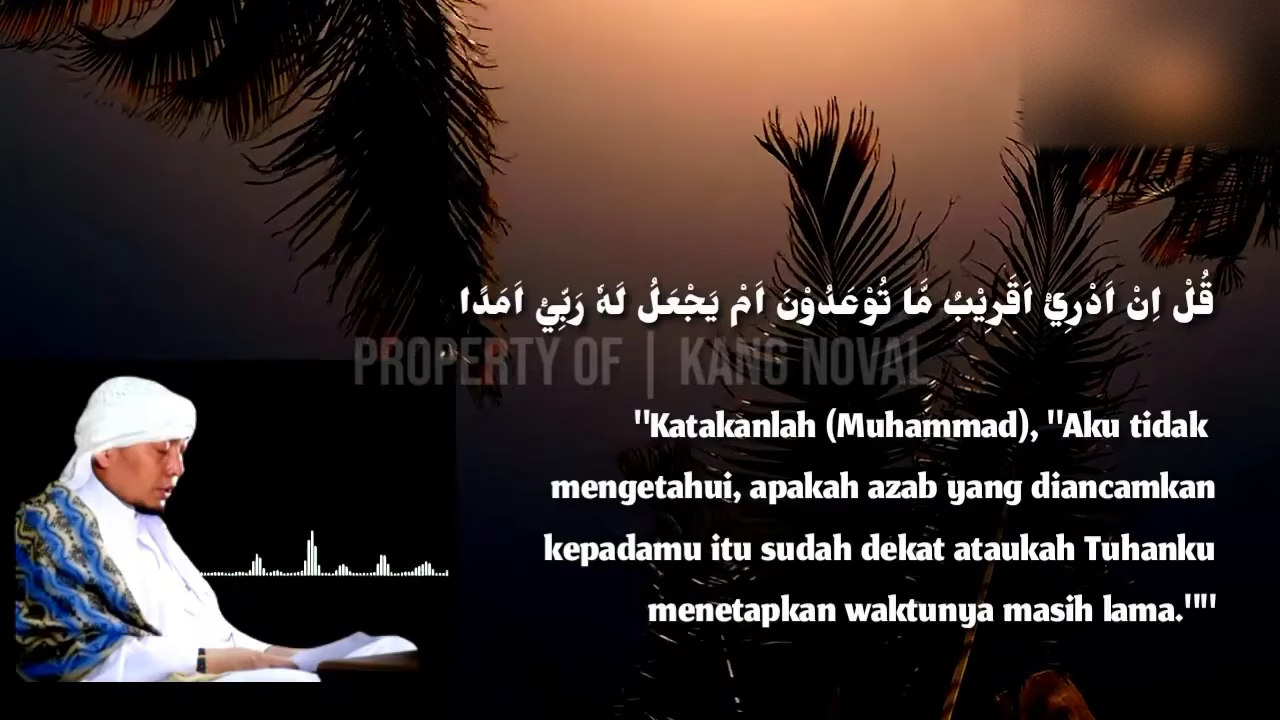 قُلْ اِنْ اَدْرِيْٓ اَقَرِيْبٌ مَّا تُوْعَدُوْنَ اَمْ يَجْعَلُ لَهٗ رَبِّيْٓ اَمَدًا
PROPERTY OF | KANG NOVAL
"Katakanlah (Muhammad), "Aku tidak
mengetahui, apakah azab yang diancamkan
kepadamu itu sudah dekat ataukah Tuhanku
menetapkan waktunya masih lama.""